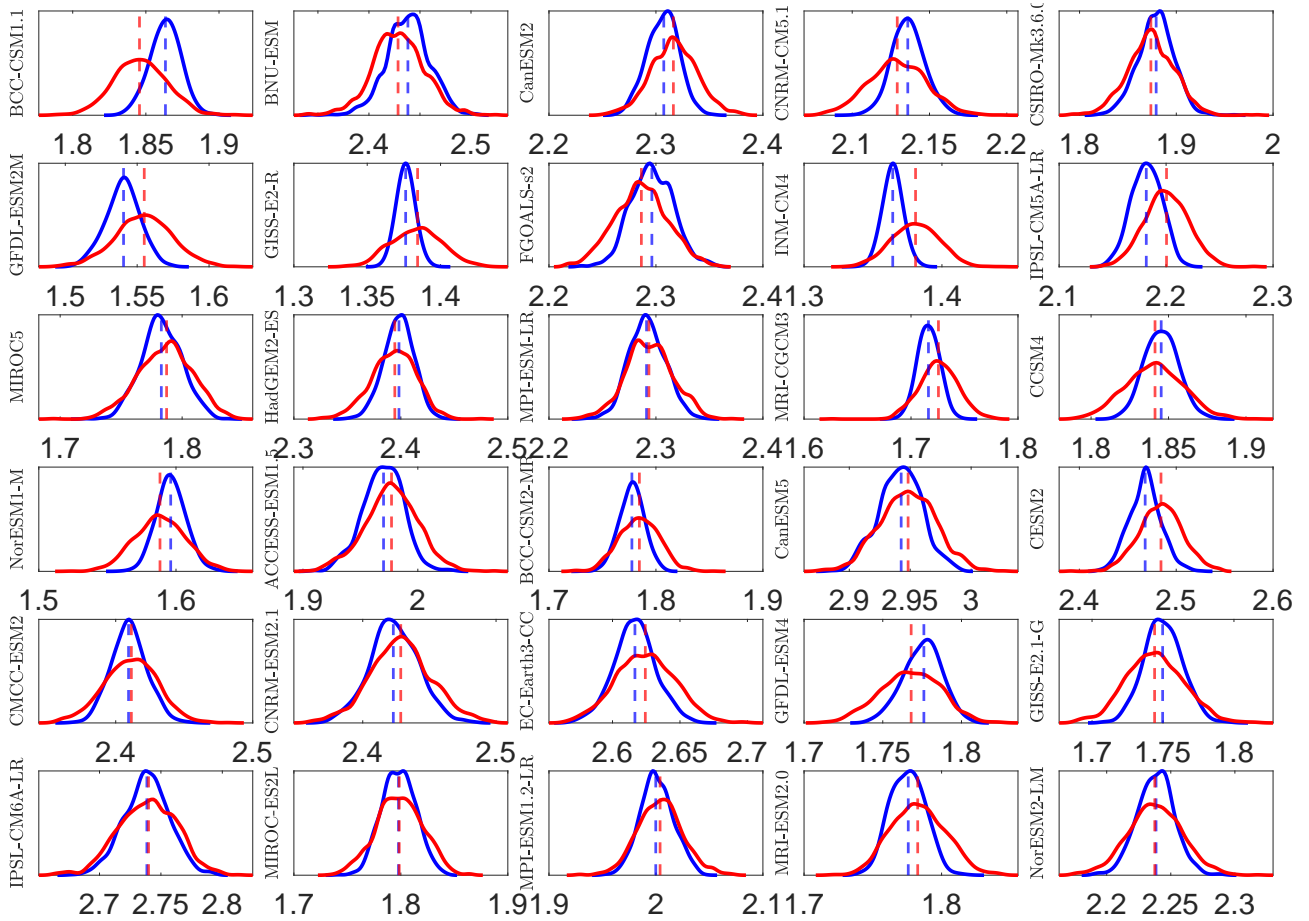 BCC-CSM1.1
BNU-ESM
CanESM2
CNRM-CM5.1
CSIRO-Mk3.6.0
1.8 1.85 1.9
2.4 2.5
2.3 2.4
2.1 2.15 2.2
1.8 1.9 2
GFDL-ESM2M
GISS-E2-R
FGOALS-s2
INM-CM4
IPSL-CM5A-LR
1.5 1.55 1.6
1.3 1.35 1.4
2.2 2.3 2.4
1.3 1.4
2.1 2.2 2.3
MIROC5
HadGEM2-ES
MPI-ESM-LR
MRI-CGCM3
CCSM4
1.7 1.8
2.3 2.4 2.5
2.2 2.3 2.4
1.6 1.7 1.8
1.8 1.85 1.9
NorESM1-M
ACCESS-ESM1.5
BCC-CSM2-MR
CanESM5
CESM2
1.5 1.6
1.9 2
1.7 1.8 1.9
2.9 2.95 3
2.4 2.5 2.6
CMCC-ESM2
CNRM-ESM2.1
EC-Earth3-CC
GFDL-ESM4
GISS-E2.1-G
2.4 2.5
2.4 2.5
2.6 2.65 2.7
1.7 1.75 1.8
1.7 1.75 1.8
IPSL-CM6A-LR
MIROC-ES2L
MPI-ESM1.2-LR
MRI-ESM2.0
NorESM2-LM
2.7 2.75 2.8
1.7 1.8 1.9
1.9 2 2.1
1.7 1.8
2.2 2.25 2.3